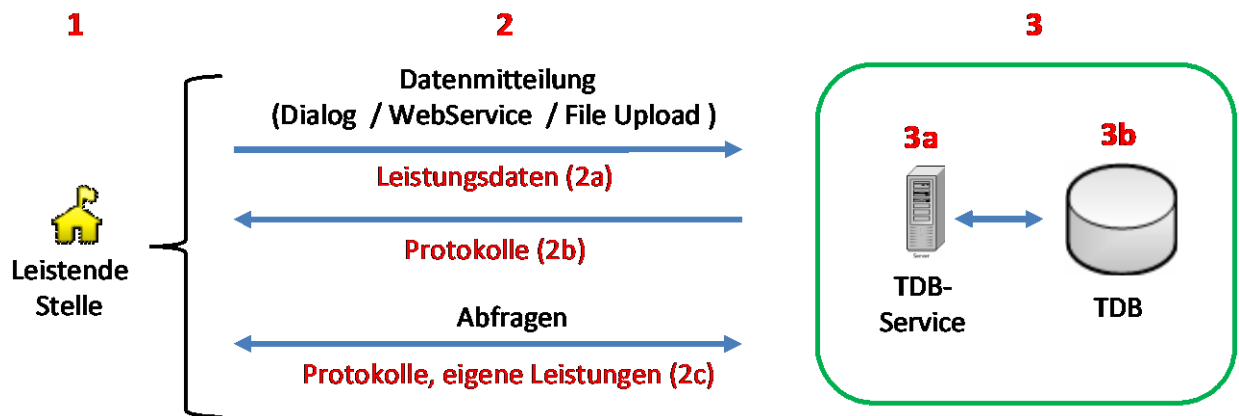 1
2
3
Datenmitteilung
(Dialog / WebService / File Upload )
Leistungsdaten (2a)
Protokolle (2b)
Leistende
Stelle
Abfragen
Protokolle, eigene Leistungen (2c)
3a
3b
Server
TDB-
Service
TDB